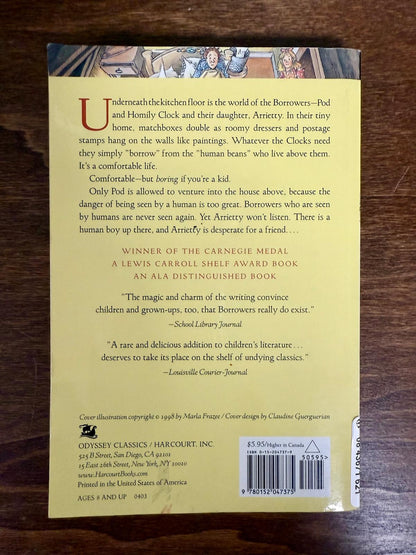 Underneath the kitchen floor is the world of the Borrowers—Pod
and Homily Clock and their daughter, Arrietty. In their tiny
home, matchboxes double as roomy dressers and postage
stamps hang on the walls like paintings. Whatever the Clocks need
they simply "borrow" from the "human beans" who live above them.
It's a comfortable life.
Comfortable—but boring if you're a kid.
Only Pod is allowed to venture into the house above, because the
danger of being seen by a human is too great. Borrowers who are seen
by humans are never seen again. Yet Arrietty won't listen. There is a
human boy up there, and Arrietty is desperate for a friend. . . .
WINNER OF THE CARNEGIE MEDAL
A LEWIS CARROLL SHELF AWARD BOOK
AN ALA DISTINGUISHED BOOK
"The magic and charm of the writing convince
children and grown-ups, too, that Borrowers really do exist."
—School Library Journal
"A rare and delicious addition to children's literature . . .
deserves to take its place on the shelf of undying classics."
—Louisville Courier-Journal
Cover illustration copyright © 1998 by Marla Frazee / Cover design by Claudine Guerguerian
ODYSSEY CLASSICS / HARCOURT, INC.
525 B Street, San Diego, CA 92101
15 East 26th Street, New York, NY 10010
www.HarcourtBooks.com
Printed in the United States of America
AGES 8 AND UP 0403
$5.95/Higher in Canada
ISBN 0-15-204737-8
50595
9 780152 047375